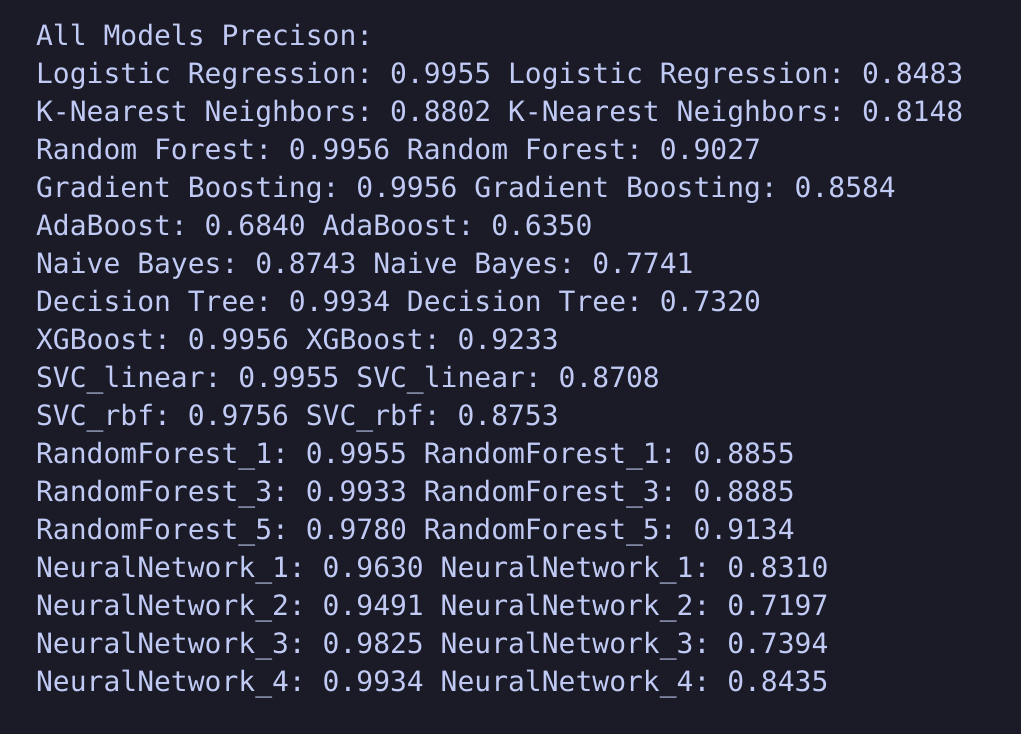 All Models Precison:
Logistic Regression: 0.9955 Logistic Regression: 0.8483
K-Nearest Neighbors: 0.8802 K-Nearest Neighbors: 0.8148
Random Forest: 0.9956 Random Forest: 0.9027
Gradient Boosting: 0.9956 Gradient Boosting: 0.8584
AdaBoost: 0.6840 AdaBoost: 0.6350
Naive Bayes: 0.8743 Naive Bayes: 0.7741
Decision Tree: 0.9934 Decision Tree: 0.7320
XGBoost: 0.9956 XGBoost: 0.9233
SVC_linear: 0.9955 SVC_linear: 0.8708
SVC_rbf: 0.9756 SVC_rbf: 0.8753
RandomForest_1: 0.9955 RandomForest_1: 0.8855
RandomForest_3: 0.9933 RandomForest_3: 0.8885
RandomForest_5: 0.9780 RandomForest_5: 0.9134
NeuralNetwork_1: 0.9630 NeuralNetwork_1: 0.8310
NeuralNetwork_2: 0.9491 NeuralNetwork_2: 0.7197
NeuralNetwork_3: 0.9825 NeuralNetwork_3: 0.7394
NeuralNetwork_4: 0.9934 NeuralNetwork_4: 0.8435